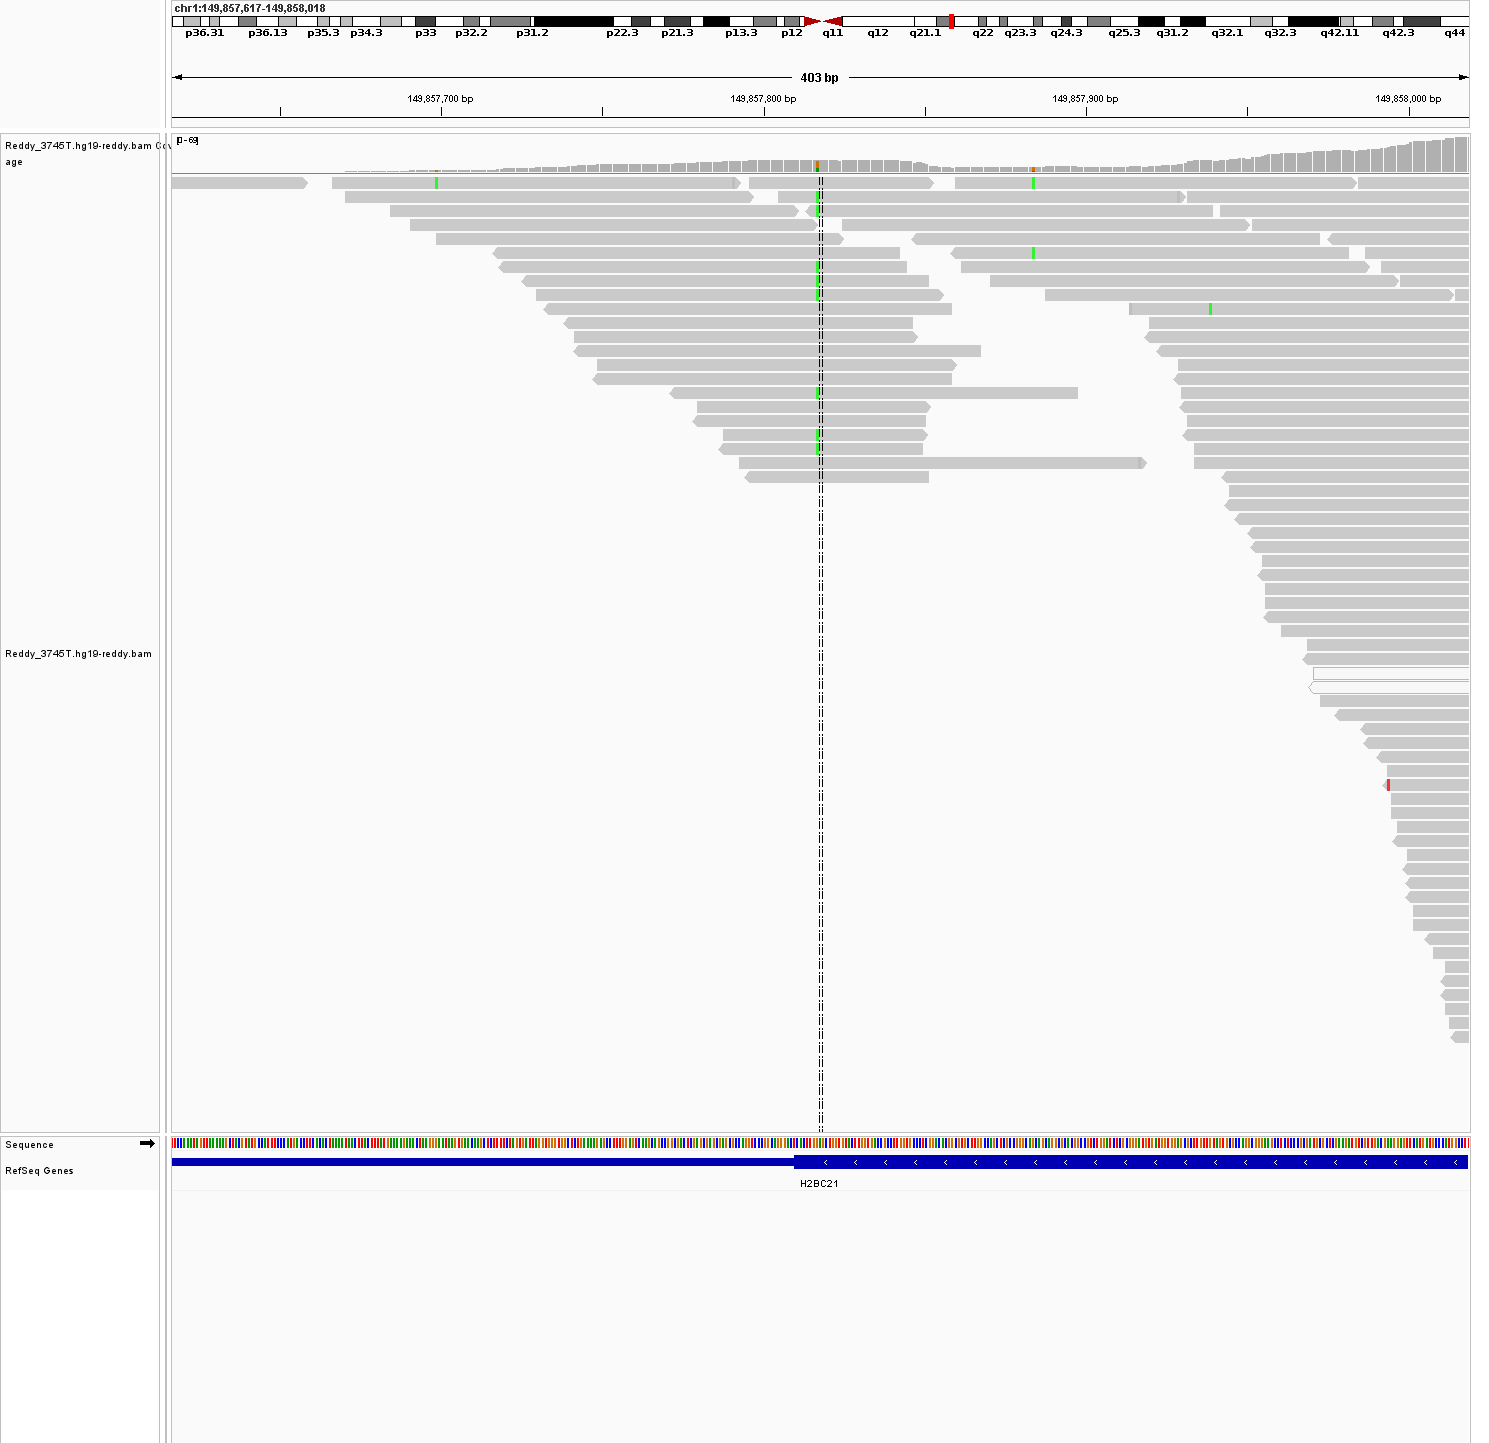 chr1:149,857,617-149,858,018
p36.31 p36.13 p35.3 p34.3 p33 p32.2 p31.2 p22.3 p21.3 p13.3 p12 q11 q12 q21.1 q22 q23.3 q24.3 q25.3 q31.2 q32.1 q32.3 q42.11 q42.3 q44
403 bp
149,857,700 bp 149,857,800 bp 149,857,900 bp 149,858,000 bp
[0-69]
Reddy_3745T.hg19-reddy.bam Cov
age
Reddy_3745T.hg19-reddy.bam
Sequence
RefSeq Genes
H2BC21